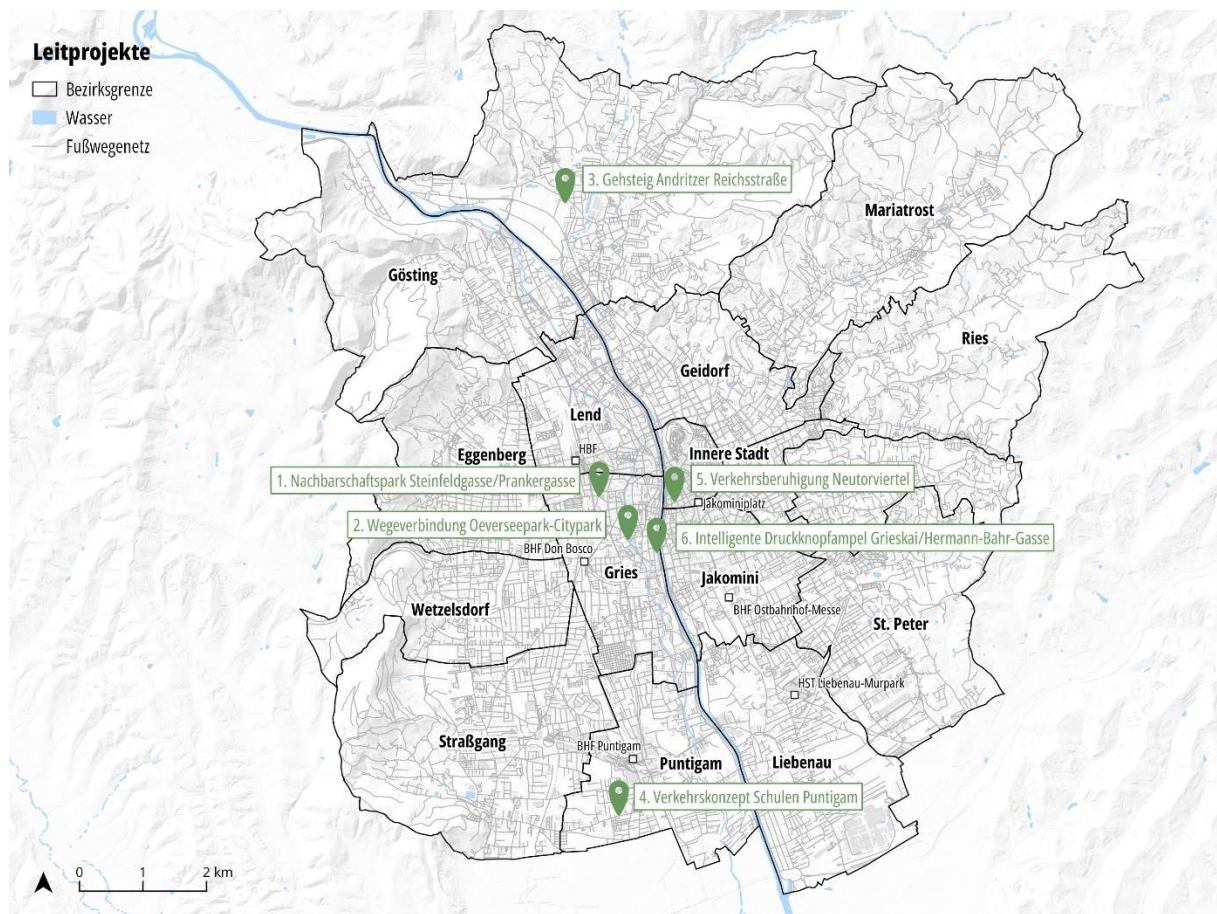 Leitprojekte
Bezirksgrenze
Wasser
Fußwegenetz
3. Gehsteig Andritzer Reichsstraße
Mariatrost
Gösting
Ries
Geidorf
Lend
Innere Stadt
Eggenberg
HBF
1. Nachbarschaftspark Steinfeldgasse/Prankergasse
5. Verkehrsberuhigung Neutorviertel
Jakominiplatz
2. Wegeverbindung Oeverseepark-Citypark
6. Intelligente Druckknopfampel Grieskai/Hermann-Bahr-Gasse
BHF Don Bosco
Gries
Jakomini
Wetzelsdorf
BHF Ostbahnhof-Messe
St. Peter
HST Liebenau-Murpark
Straßgang
BHF Puntigam
Puntigam
Liebenau
4. Verkehrskonzept Schulen Puntigam
0 1 2 km